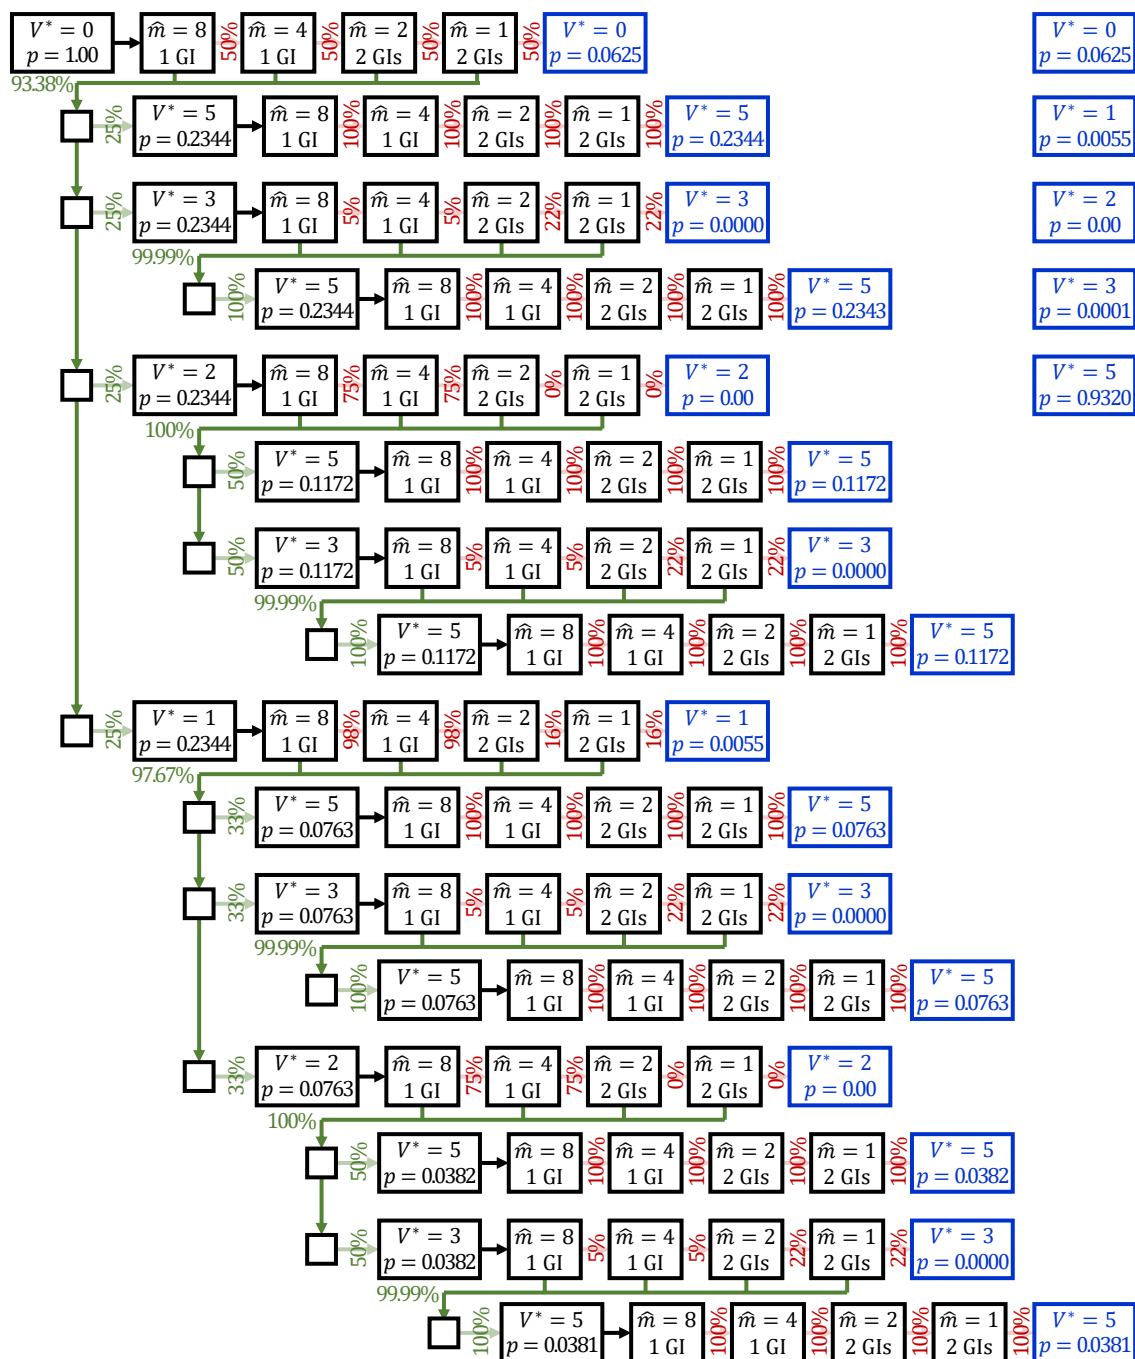 V* = 0 m̂ = 8 m̂ = 4 m̂ = 2 m̂ = 1 V* = 0 V* = 0
p = 1.00 1 GI 50% 1 GI 50% 2 GIs 50% 2 GIs 50% p = 0.0625 p = 0.0625
93.38%
V* = 5 m̂ = 8 m̂ = 4 m̂ = 2 m̂ = 1 V* = 5 V* = 1
25% p = 0.2344 1 GI 100% 1 GI 100% 2 GIs 100% 2 GIs 100% p = 0.2344 p = 0.0055
V* = 3 m̂ = 8 m̂ = 4 m̂ = 2 m̂ = 1 V* = 3 V* = 2
25% p = 0.2344 1 GI 5% 1 GI 5% 2 GIs 22% 2 GIs 22% p = 0.0000 p = 0.00
99.99%
V* = 5 m̂ = 8 m̂ = 4 m̂ = 2 m̂ = 1 V* = 5 V* = 3
100% p = 0.2344 1 GI 100% 1 GI 100% 2 GIs 100% 2 GIs 100% p = 0.2343 p = 0.0001
V* = 2 m̂ = 8 m̂ = 4 m̂ = 2 m̂ = 1 V* = 2 V* = 5
25% p = 0.2344 1 GI 75% 1 GI 75% 2 GIs 0% 2 GIs 0% p = 0.00 p = 0.9320
100%
V* = 5 m̂ = 8 m̂ = 4 m̂ = 2 m̂ = 1 V* = 5
50% p = 0.1172 1 GI 100% 1 GI 100% 2 GIs 100% 2 GIs 100% p = 0.1172
V* = 3 m̂ = 8 m̂ = 4 m̂ = 2 m̂ = 1 V* = 3
50% p = 0.1172 1 GI 5% 1 GI 5% 2 GIs 22% 2 GIs 22% p = 0.0000
99.99%
V* = 5 m̂ = 8 m̂ = 4 m̂ = 2 m̂ = 1 V* = 5
100% p = 0.1172 1 GI 100% 1 GI 100% 2 GIs 100% 2 GIs 100% p = 0.1172
V* = 1 m̂ = 8 m̂ = 4 m̂ = 2 m̂ = 1 V* = 1
25% p = 0.2344 1 GI 98% 1 GI 98% 2 GIs 16% 2 GIs 16% p = 0.0055
97.67%
V* = 5 m̂ = 8 m̂ = 4 m̂ = 2 m̂ = 1 V* = 5
33% p = 0.0763 1 GI 100% 1 GI 100% 2 GIs 100% 2 GIs 100% p = 0.0763
V* = 3 m̂ = 8 m̂ = 4 m̂ = 2 m̂ = 1 V* = 3
33% p = 0.0763 1 GI 5% 1 GI 5% 2 GIs 22% 2 GIs 22% p = 0.0000
99.99%
V* = 5 m̂ = 8 m̂ = 4 m̂ = 2 m̂ = 1 V* = 5
100% p = 0.0763 1 GI 100% 1 GI 100% 2 GIs 100% 2 GIs 100% p = 0.0763
V* = 2 m̂ = 8 m̂ = 4 m̂ = 2 m̂ = 1 V* = 2
33% p = 0.0763 1 GI 75% 1 GI 75% 2 GIs 0% 2 GIs 0% p = 0.00
100%
V* = 5 m̂ = 8 m̂ = 4 m̂ = 2 m̂ = 1 V* = 5
50% p = 0.0382 1 GI 100% 1 GI 100% 2 GIs 100% 2 GIs 100% p = 0.0382
V* = 3 m̂ = 8 m̂ = 4 m̂ = 2 m̂ = 1 V* = 3
50% p = 0.0382 1 GI 5% 1 GI 5% 2 GIs 22% 2 GIs 22% p = 0.0000
99.99%
V* = 5 m̂ = 8 m̂ = 4 m̂ = 2 m̂ = 1 V* = 5
100% p = 0.0381 1 GI 100% 1 GI 100% 2 GIs 100% 2 GIs 100% p = 0.0381